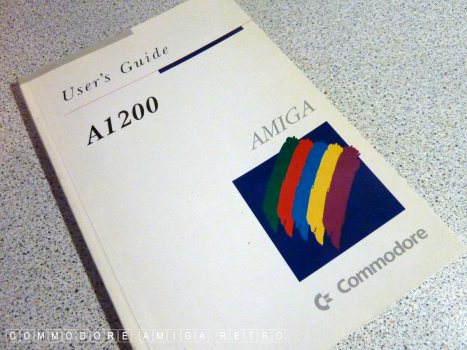 User's Guide
A1200
AMIGA
Commodore
COMMODORE AMIGA RETRO